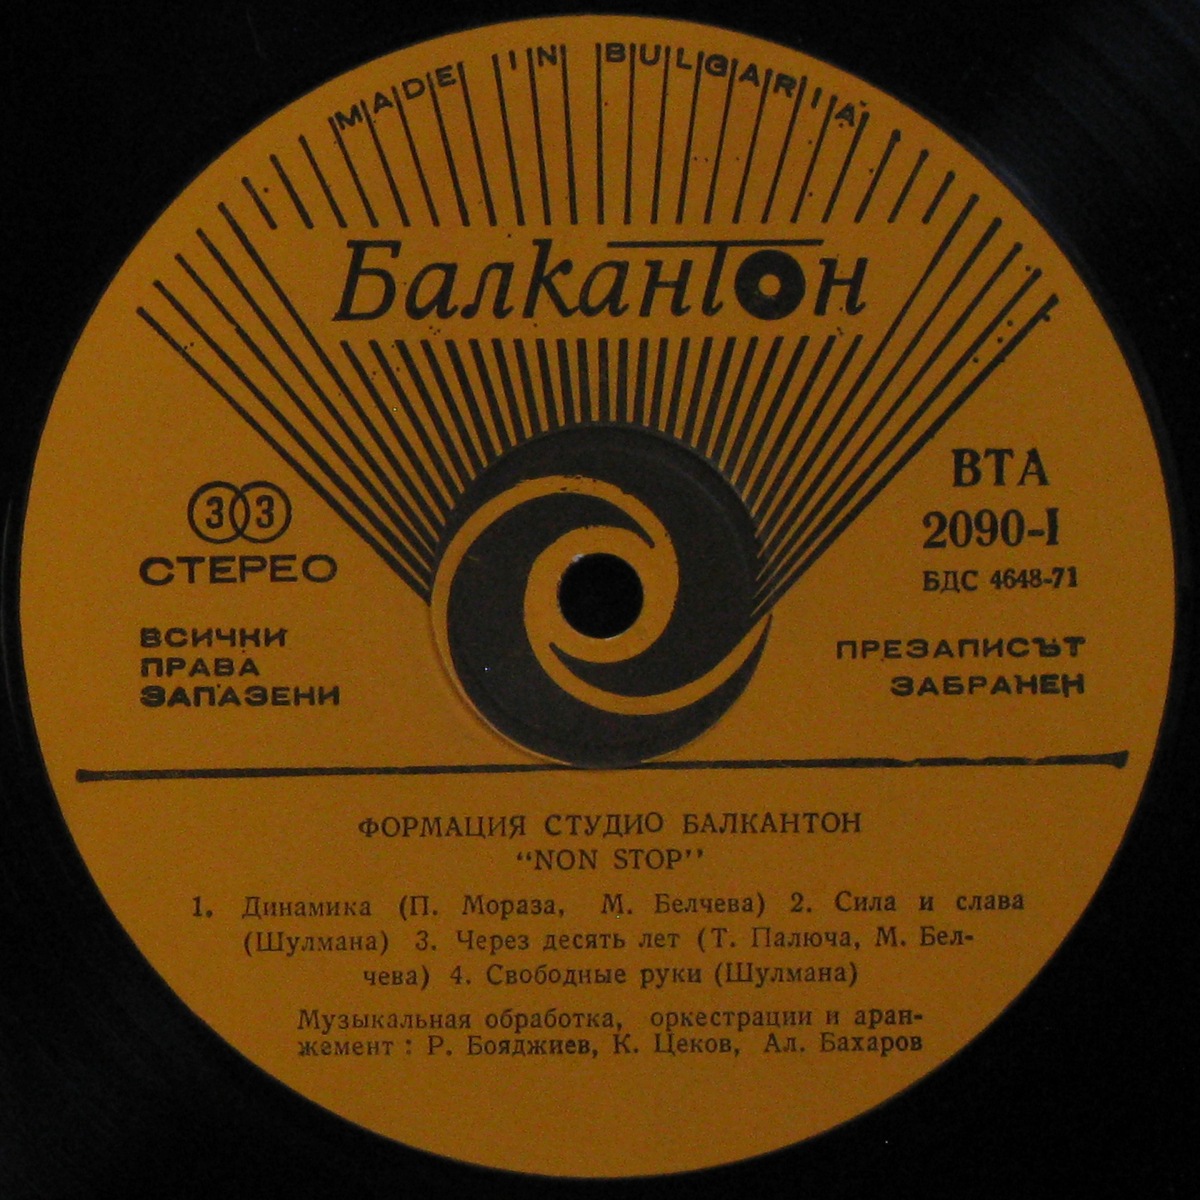 MADE IN BULGARIA
Балкантон
33
СТЕРЕО
ВСИЧКИ
ПРАВА
ЗАПАЗЕНИ
ВТА
2090-I
БДС 4648-71
ПРЕЗАПИСЪТ
ЗАБРАНЕН
ФОРМАЦИЯ СТУДИО БАЛКАНТОН
“NON STOP”
1. Динамика (П. Мораза, М. Белчева) 2. Сила и слава
(Шулмана) 3. Через десять лет (Т. Палюча, М. Бел-
чева) 4. Свободные руки (Шулмана)
Музыкальная обработка, оркестрации и аран-
жемент : Р. Бояджиев, К. Цеков, Ал. Бахаров